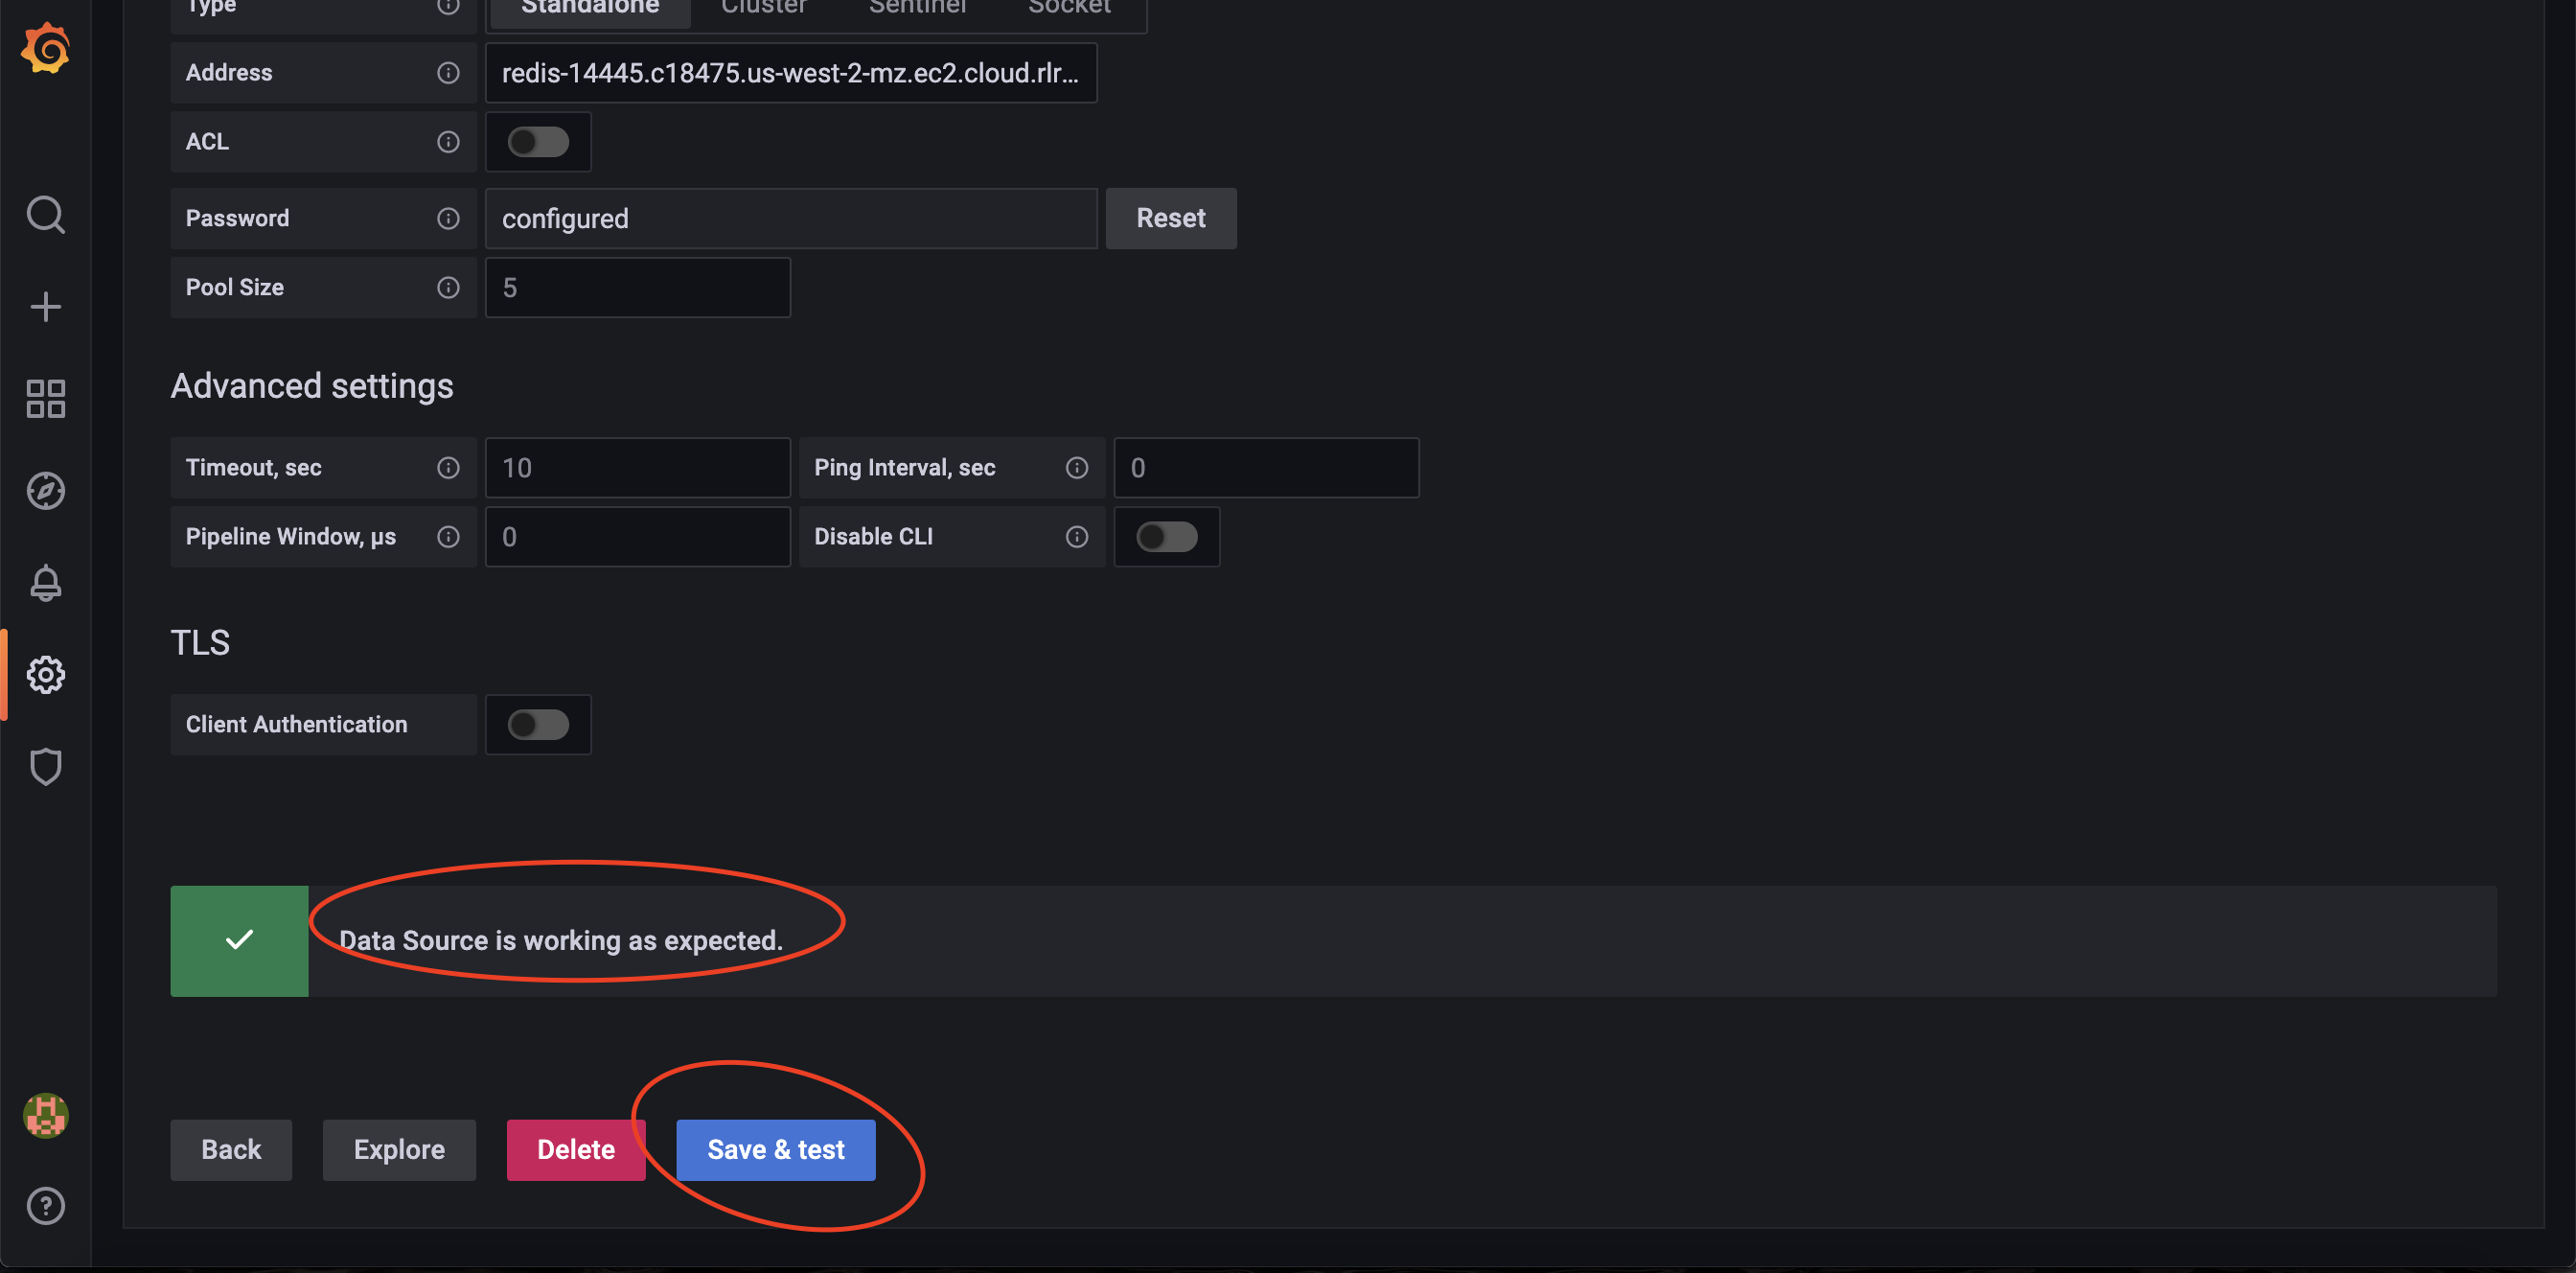 Type Standalone Cluster Sentinel Socket
Address redis-14445.c18475.us-west-2-mz.ec2.cloud.rlr...
ACL
Password configured Reset
Pool Size 5
Advanced settings
Timeout, sec 10 Ping Interval, sec 0
Pipeline Window, µs 0 Disable CLI
TLS
Client Authentication
Data Source is working as expected.
Back Explore Delete Save & test